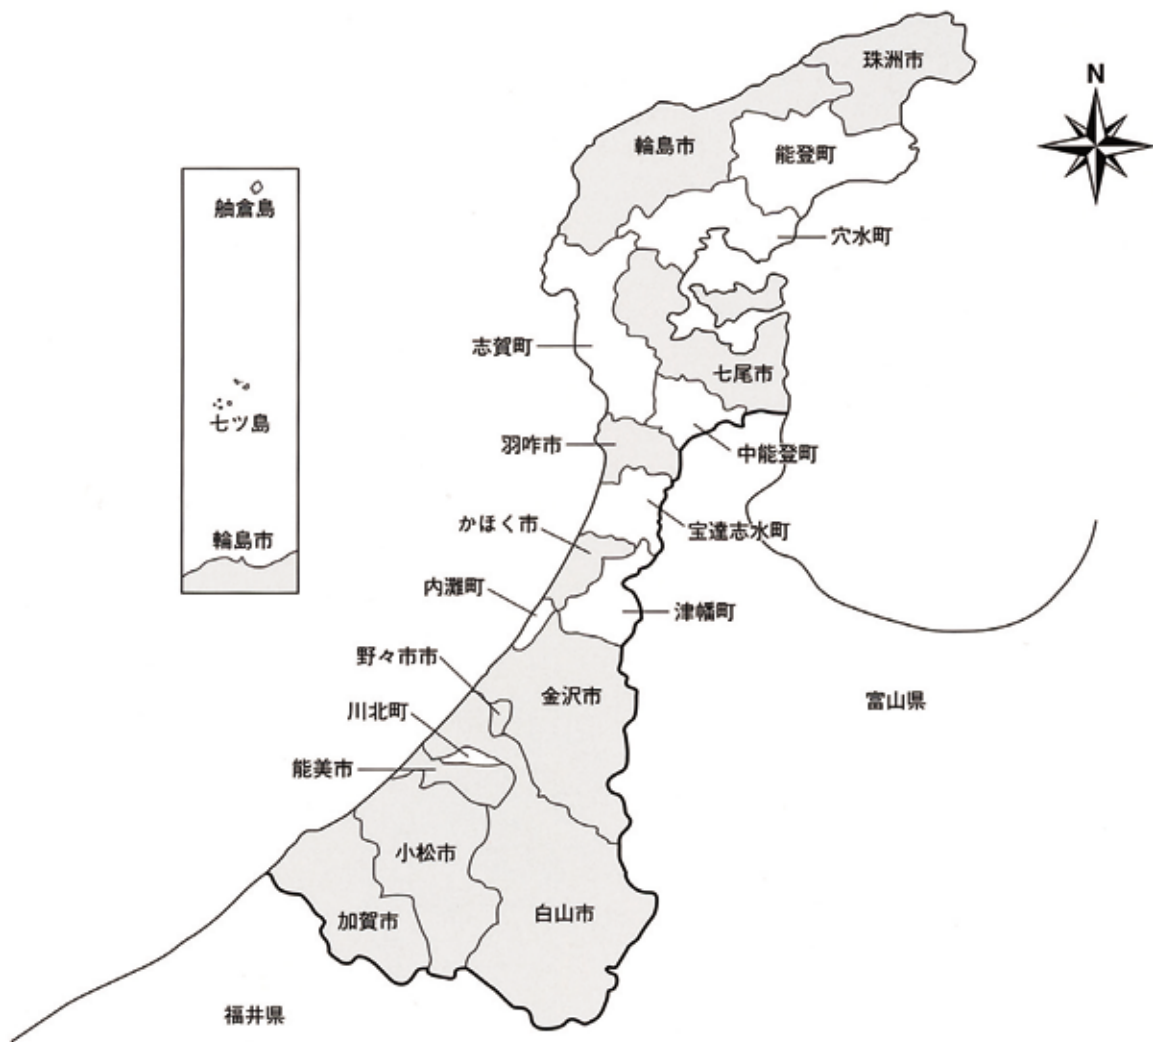 珠洲市
N
輪島市
能登町
舳倉島
穴水町
志賀町
七尾市
七ツ島
羽咋市
中能登町
かほく市
宝達志水町
輪島市
内灘町
津幡町
野々市市
金沢市
川北町
富山県
能美市
小松市
白山市
加賀市
福井県